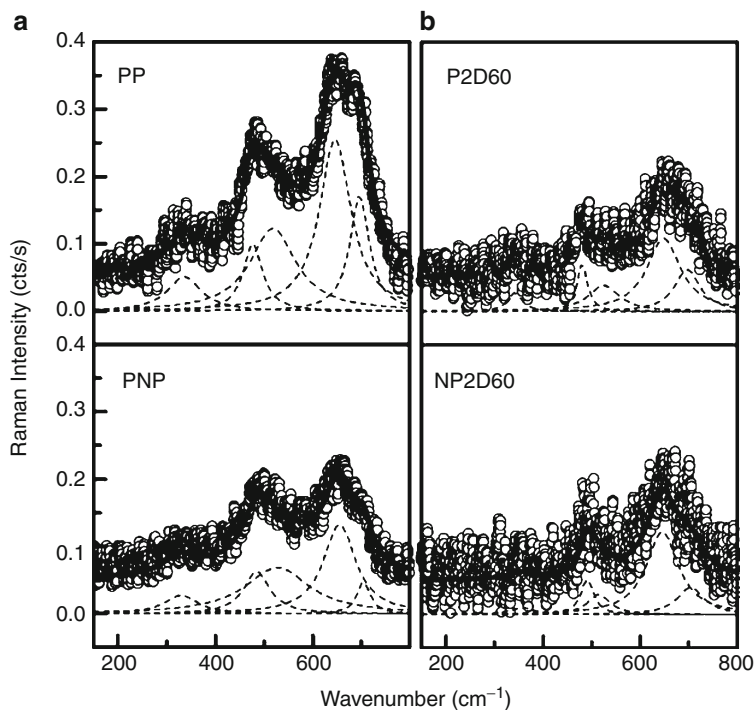 a
b
0.4
PP
P2D60
0.3
0.2
0.1
0.0
0.4
PNP
NP2D60
0.3
0.2
0.1
0.0
200 400 600 200 400 600 800
Raman Intensity (cts/s)
Wavenumber (cm⁻¹)